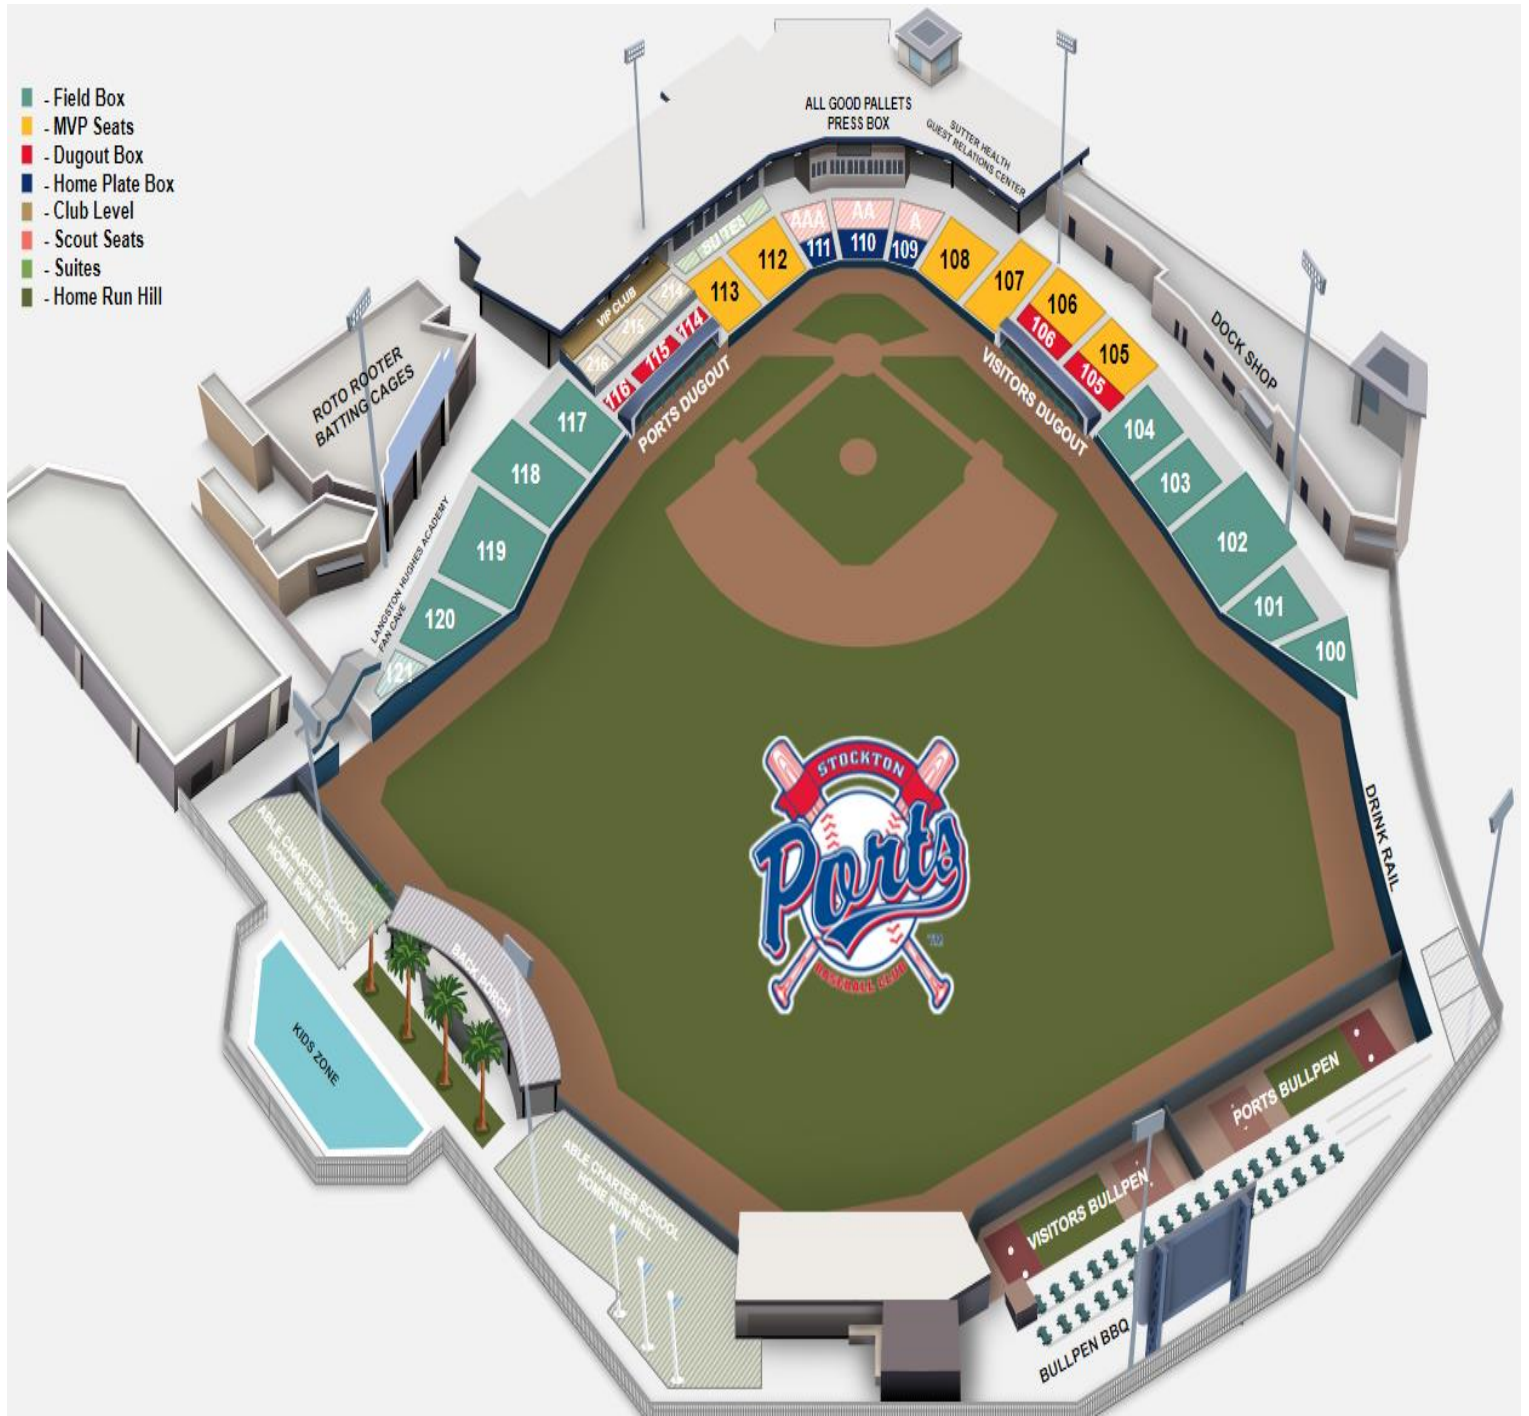 - Field Box
- MVP Seats
- Dugout Box
- Home Plate Box
- Club Level
- Scout Seats
- Suites
- Home Run Hill
ALL GOOD PALLETS
PRESS BOX
SUTTER HEALTH
GUEST RELATIONS CENTER
DOCK SHOP
ROTO ROOTER
BATTING CAGES
LANGSTON HUGHES ACADEMY
FAN CAVE
VIP CLUB
SUITES
AAA
AA
A
111
110
109
112
113
108
107
106
105
106
105
214
215
216
114
115
116
PORTS DUGOUT
VISITORS DUGOUT
117
118
119
120
121
104
103
102
101
100
DRINK RAIL
STOCKTON
Ports
TM
BASEBALL CLUB
ABLE CHARTER SCHOOL
HOME RUN HILL
BACK PORCH
KIDS ZONE
ABLE CHARTER SCHOOL
HOME RUN HILL
PORTS BULLPEN
VISITORS BULLPEN
BULLPEN BBQ